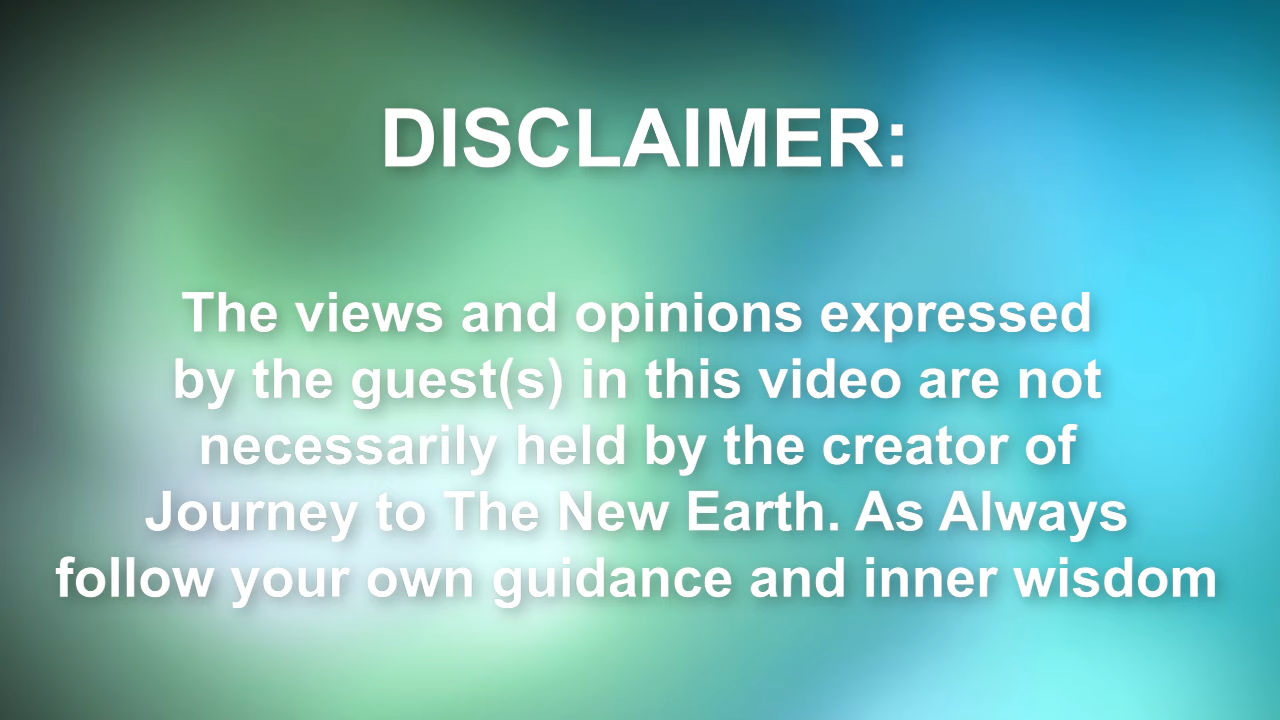 DISCLAIMER:
The views and opinions expressed
by the guest(s) in this video are not
necessarily held by the creator of
Journey to The New Earth. As Always
follow your own guidance and inner wisdom